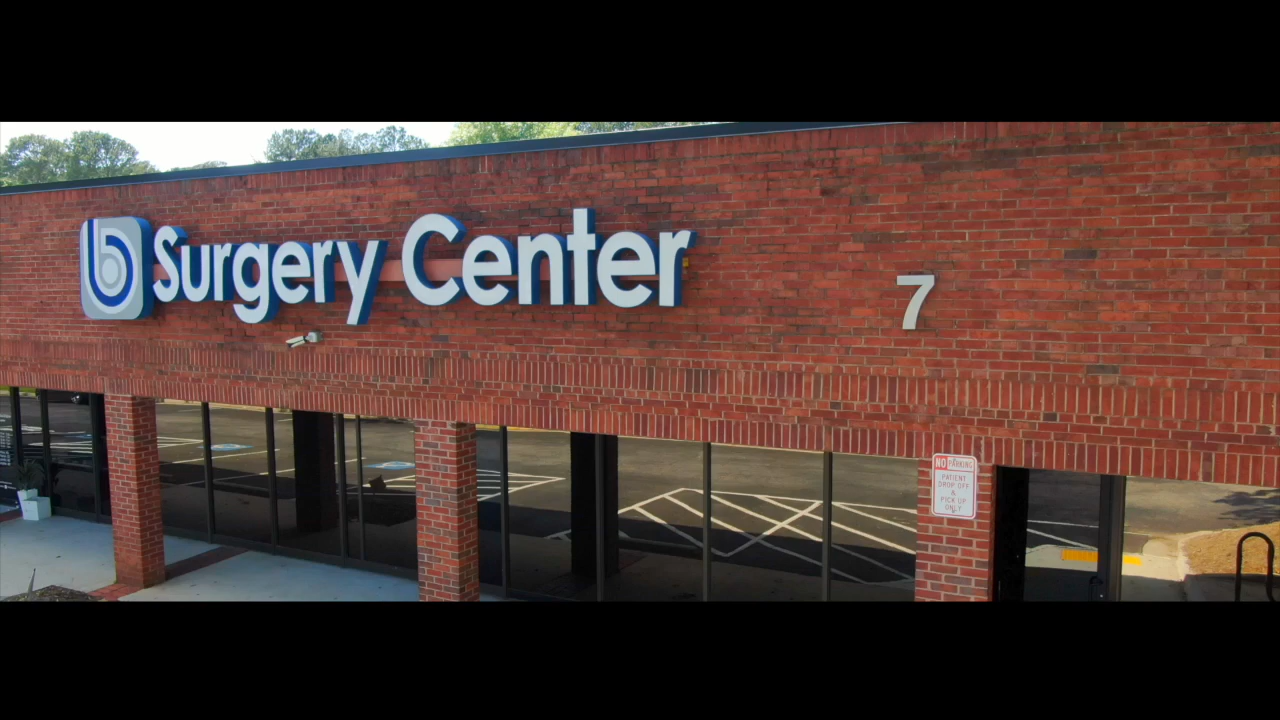 b Surgery Center
7
NO PARKING
PATIENT
DROP OFF
&
PICK UP
ONLY